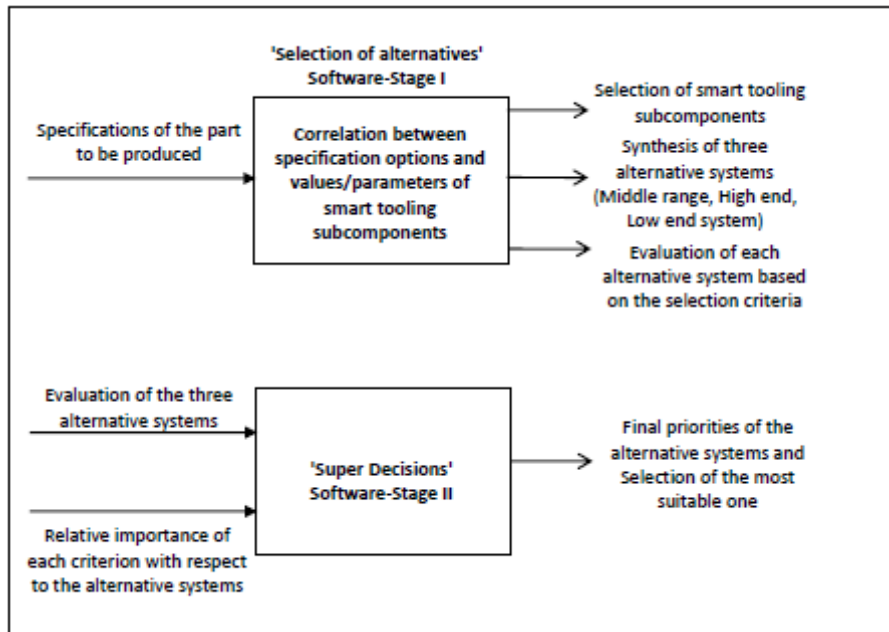 'Selection of alternatives'
Software-Stage I
Specifications of the part
to be produced
Correlation between
specification options and
values/parameters of
smart tooling
subcomponents
Selection of smart tooling
subcomponents
Synthesis of three
alternative systems
(Middle range, High end,
Low end system)
Evaluation of each
alternative system based
on the selection criteria
Evaluation of the three
alternative systems
Relative importance of
each criterion with respect
to the alternative systems
'Super Decisions'
Software-Stage II
Final priorities of the
alternative systems and
Selection of the most
suitable one